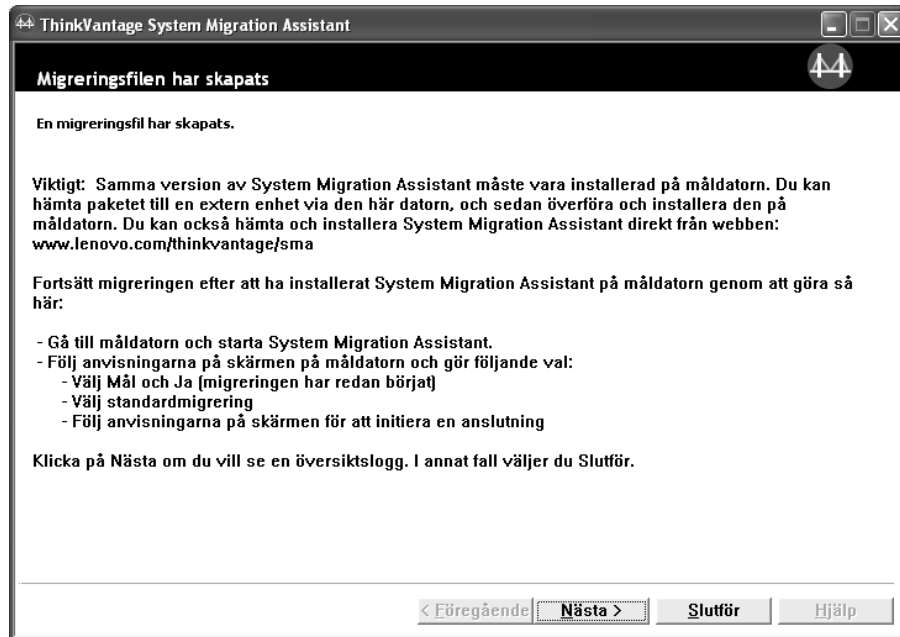 ThinkVantage System Migration Assistant
Migreringsfilen har skapats
En migreringsfil har skapats.
Viktigt: Samma version av System Migration Assistant måste vara installerad på måldatorn. Du kan
hämta paketet till en extern enhet via den här datorn, och sedan överföra och installera den på
måldatorn. Du kan också hämta och installera System Migration Assistant direkt från webben:
www.lenovo.com/thinkvantage/sma
Fortsätt migreringen efter att ha installerat System Migration Assistant på måldatorn genom att göra så
här:
- Gå till måldatorn och starta System Migration Assistant.
- Följ anvisningarna på skärmen på måldatorn och gör följande val:
- Välj Mål och Ja (migreringen har redan börjat)
- Välj standardmigrering
- Följ anvisningarna på skärmen för att initiera en anslutning
Klicka på Nästa om du vill se en översiktslogg. I annat fall väljer du Slutför.
< Föregående Nästa > Slutför Hjälp